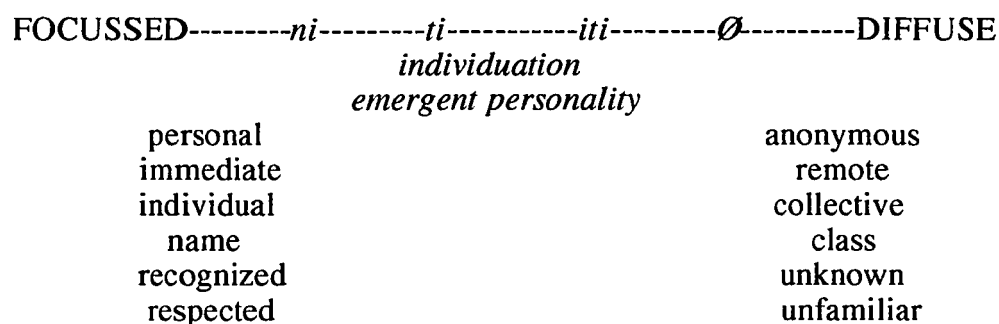 FOCUSSED---------ni---------ti------------iti---------Ø----------DIFFUSE
individuation
emergent personality
personal anonymous
immediate remote
individual collective
name class
recognized unknown
respected unfamiliar